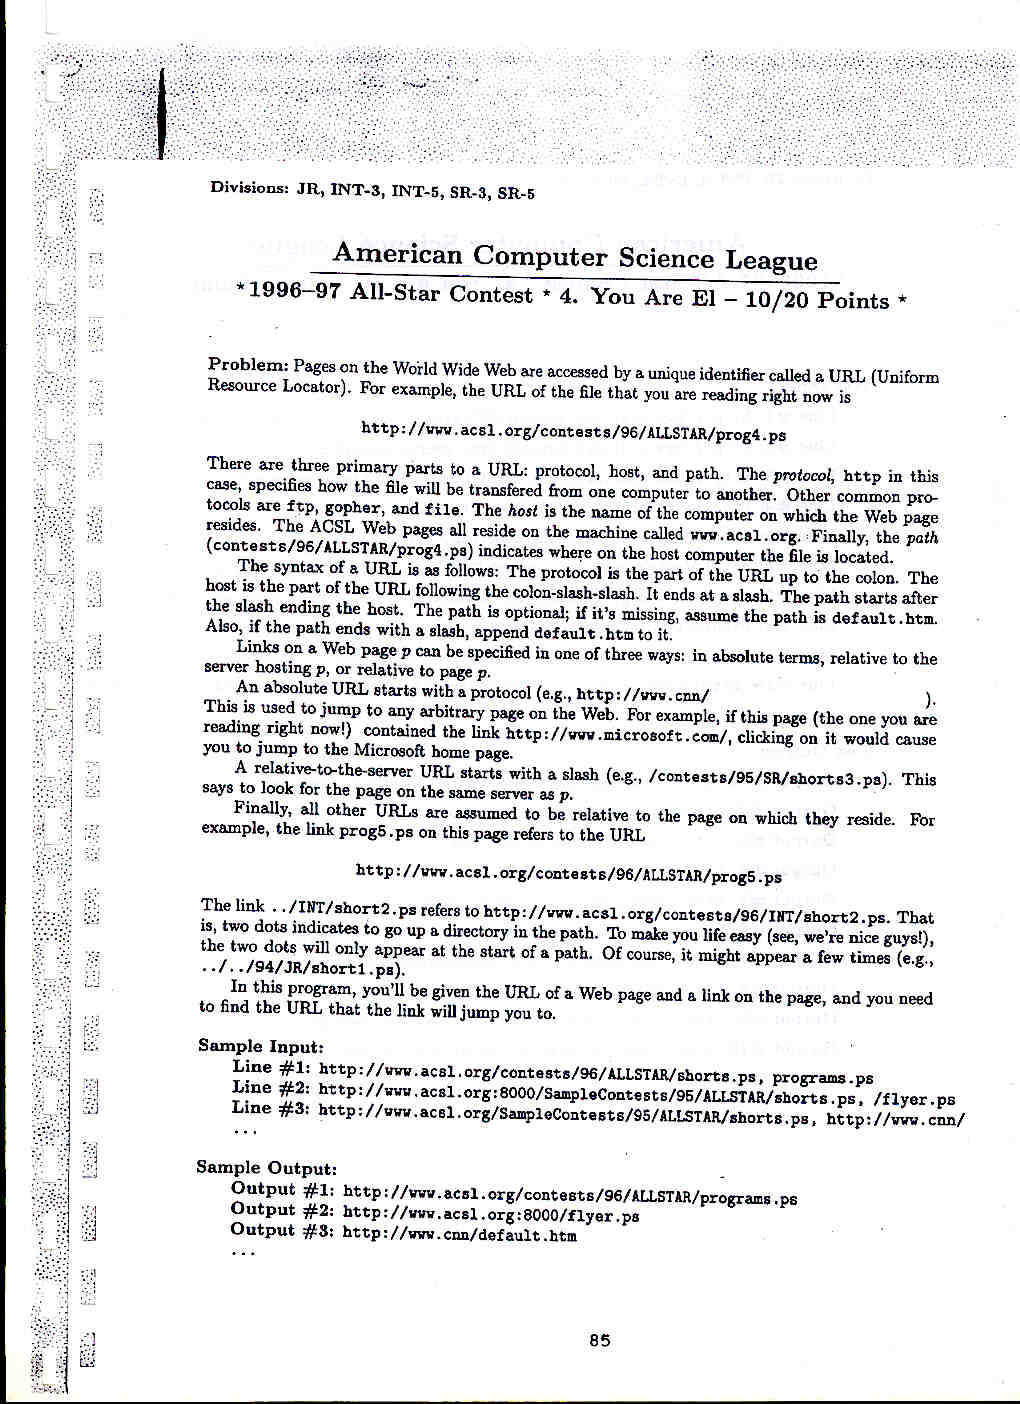 Divisions: JR, INT-3, INT-5, SR-3, SR-5
American Computer Science League
*1996–97 All-Star Contest * 4. You Are El – 10/20 Points *
Problem: Pages on the World Wide Web are accessed by a unique identifier called a URL (Uniform
Resource Locator). For example, the URL of the file that you are reading right now is
http://www.acsl.org/contests/96/ALLSTAR/prog4.ps
There are three primary parts to a URL: protocol, host, and path. The protocol, http in this
case, specifies how the file will be transfered from one computer to another. Other common pro-
tocols are ftp, gopher, and file. The host is the name of the computer on which the Web page
resides. The ACSL Web pages all reside on the machine called www.acsl.org. Finally, the path
(contests/96/ALLSTAR/prog4.ps) indicates where on the host computer the file is located.
The syntax of a URL is as follows: The protocol is the part of the URL up to the colon. The
host is the part of the URL following the colon-slash-slash. It ends at a slash. The path starts after
the slash ending the host. The path is optional; if it's missing, assume the path is default.htm.
Also, if the path ends with a slash, append default.htm to it.
Links on a Web page p can be specified in one of three ways: in absolute terms, relative to the
server hosting p, or relative to page p.
An absolute URL starts with a protocol (e.g., http://www.cnn/ ).
This is used to jump to any arbitrary page on the Web. For example, if this page (the one you are
reading right now!) contained the link http://www.microsoft.com/, clicking on it would cause
you to jump to the Microsoft home page.
A relative-to-the-server URL starts with a slash (e.g., /contests/95/SR/shorts3.ps). This
says to look for the page on the same server as p.
Finally, all other URLs are assumed to be relative to the page on which they reside. For
example, the link prog5.ps on this page refers to the URL
http://www.acsl.org/contests/96/ALLSTAR/prog5.ps
The link ../INT/short2.ps refers to http://www.acsl.org/contests/96/INT/short2.ps. That
is, two dots indicates to go up a directory in the path. To make you life easy (see, we're nice guys!),
the two dots will only appear at the start of a path. Of course, it might appear a few times (e.g.,
../../94/JR/short1.ps).
In this program, you'll be given the URL of a Web page and a link on the page, and you need
to find the URL that the link will jump you to.
Sample Input:
Line #1: http://www.acsl.org/contests/96/ALLSTAR/shorts.ps, programs.ps
Line #2: http://www.acsl.org:8000/SampleContests/95/ALLSTAR/shorts.ps, /flyer.ps
Line #3: http://www.acsl.org/SampleContests/95/ALLSTAR/shorts.ps, http://www.cnn/
...
Sample Output:
Output #1: http://www.acsl.org/contests/96/ALLSTAR/programs.ps
Output #2: http://www.acsl.org:8000/flyer.ps
Output #3: http://www.cnn/default.htm
...
85